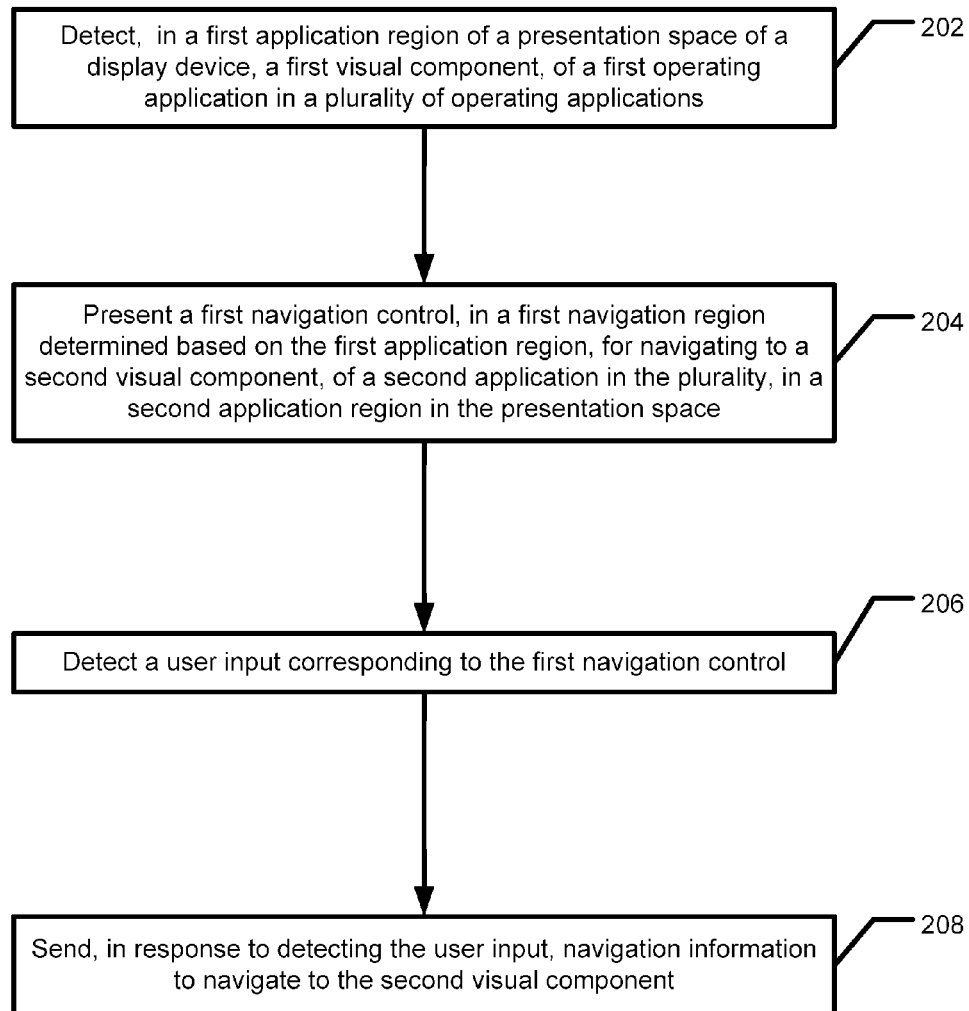 Detect, in a first application region of a presentation space of a
display device, a first visual component, of a first operating
application in a plurality of operating applications
202
Present a first navigation control, in a first navigation region
determined based on the first application region, for navigating to a
second visual component, of a second application in the plurality, in a
second application region in the presentation space
204
Detect a user input corresponding to the first navigation control
206
Send, in response to detecting the user input, navigation information
to navigate to the second visual component
208